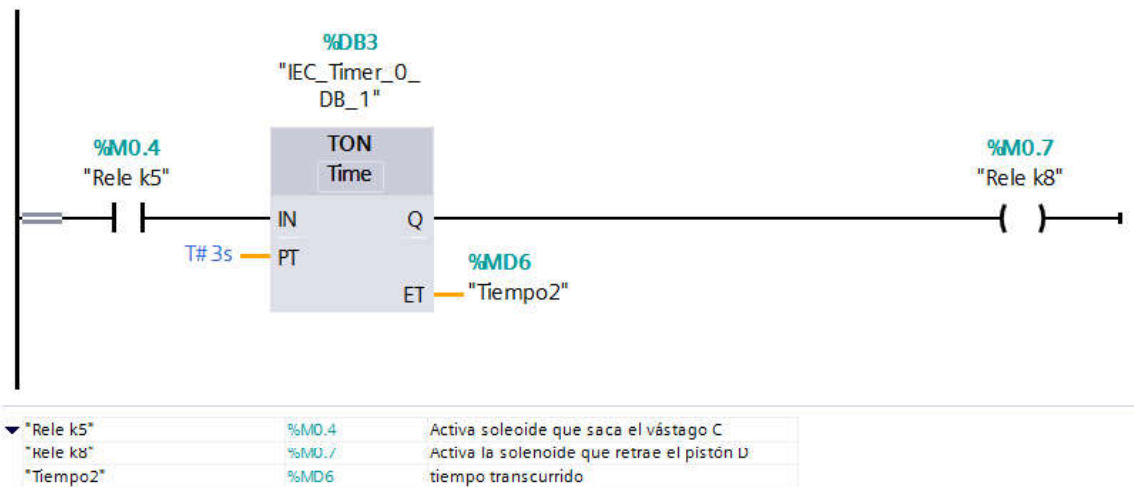 %DB3
"IEC_Timer_0_
DB_1"
%M0.4
"Rele k5"
TON
Time
%M0.7
"Rele k8"
IN
Q
T#3s
PT
%MD6
"Tiempo2"
ET
"Rele k5" %M0.4 Activa soleoide que saca el vástago C
"Rele k8" %M0.7 Activa la solenoide que retrae el pistón D
"Tiempo2" %MD6 tiempo transcurrido